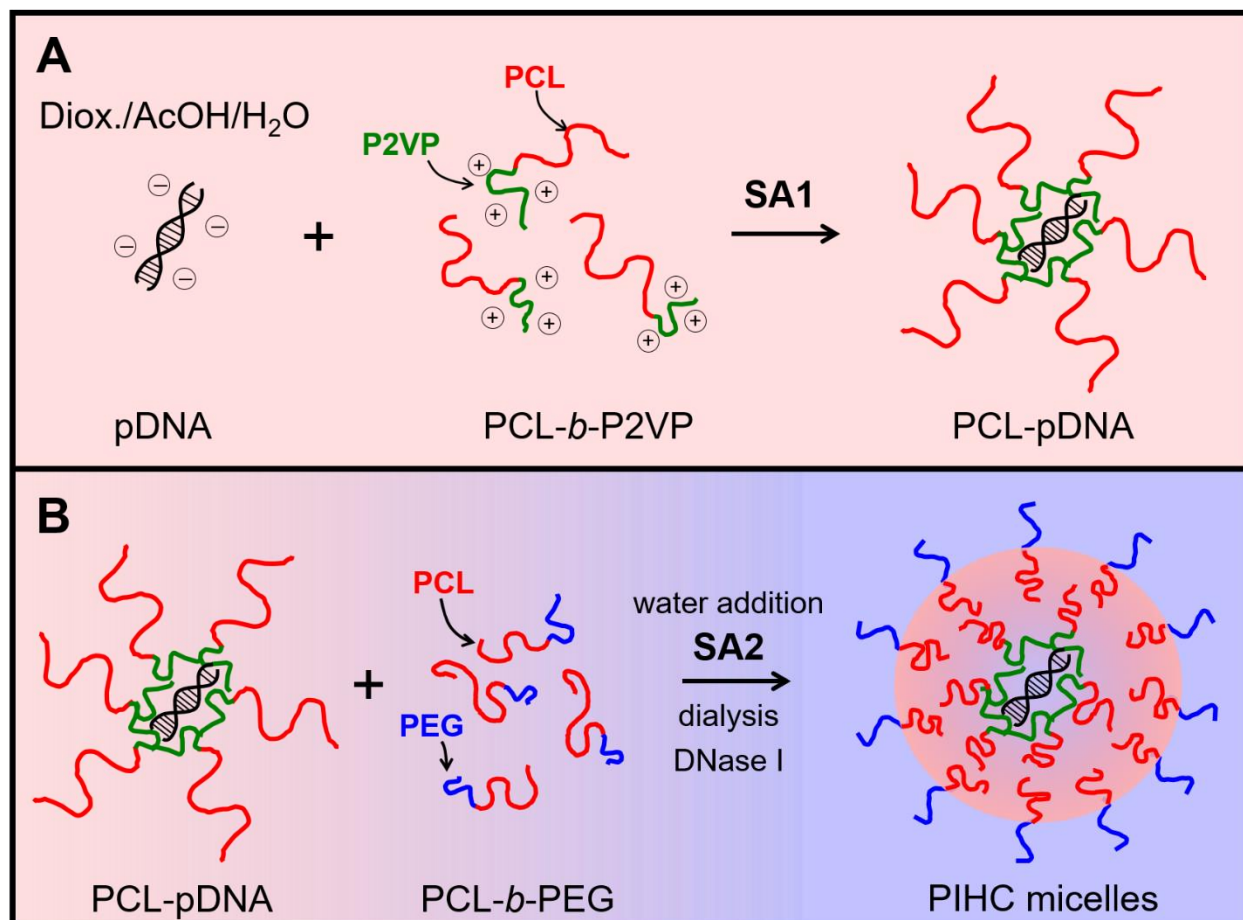 A
Diox./AcOH/H₂O
PCL
P2VP
⊖ ⊖ ⊖ ⊖
+
⊕ ⊕ ⊕ ⊕ ⊕ ⊕ ⊕ ⊕ ⊕
SA1
pDNA
PCL-b-P2VP
PCL-pDNA
B
PCL
PEG
+
water addition
SA2
dialysis
DNase I
PCL-pDNA
PCL-b-PEG
PIHC micelles